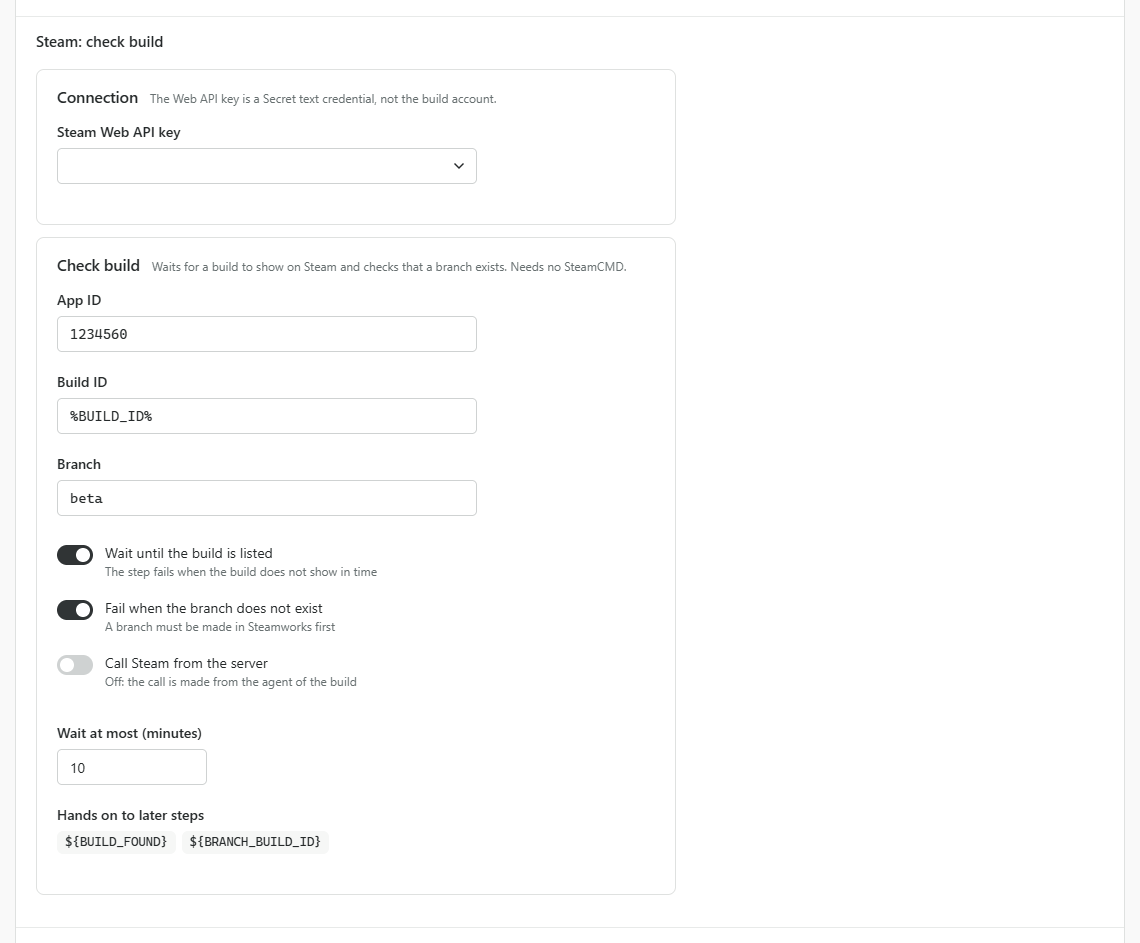 Steam: check build
Connection The Web API key is a Secret text credential, not the build account.
Steam Web API key
Check build Waits for a build to show on Steam and checks that a branch exists. Needs no SteamCMD.
App ID
1234560
Build ID
%BUILD_ID%
Branch
beta
Wait until the build is listed
The step fails when the build does not show in time
Fail when the branch does not exist
A branch must be made in Steamworks first
Call Steam from the server
Off: the call is made from the agent of the build
Wait at most (minutes)
10
Hands on to later steps
${BUILD_FOUND} ${BRANCH_BUILD_ID}